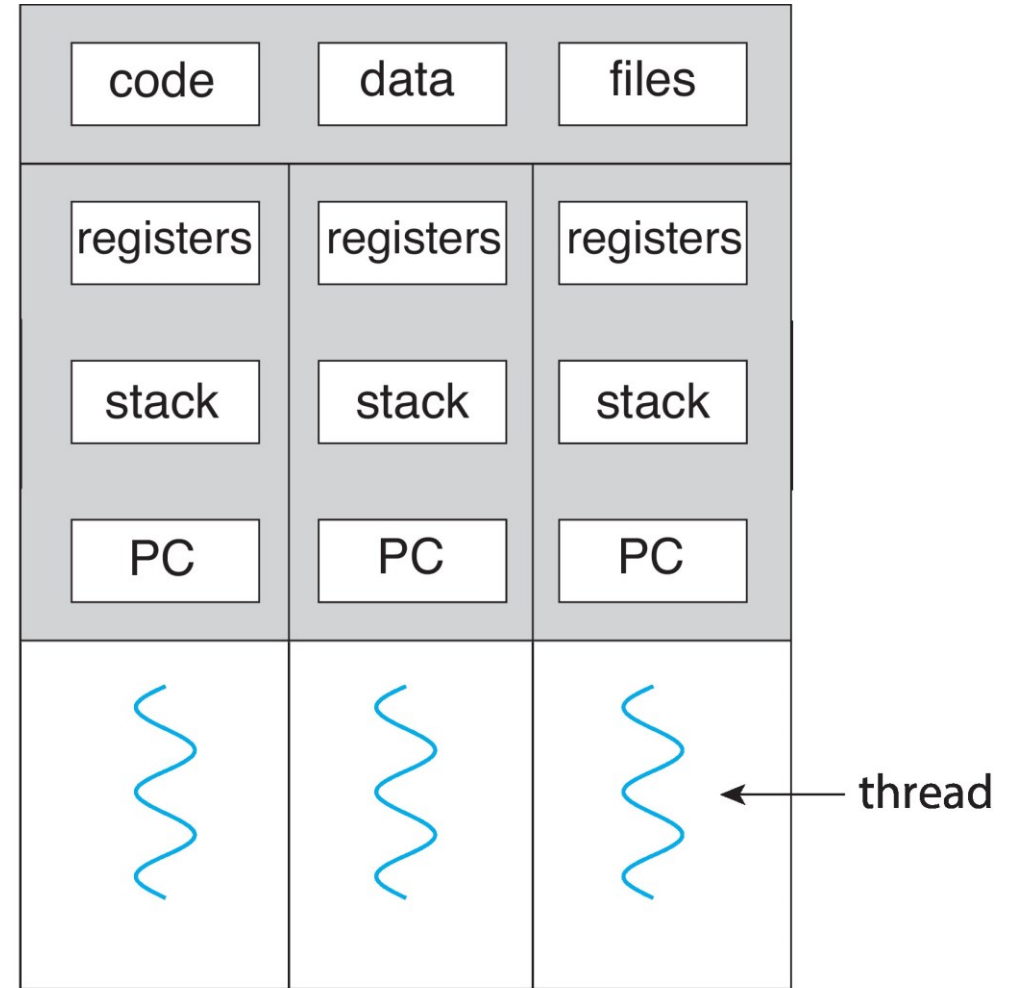 code data files
registers registers registers
stack stack stack
PC PC PC
thread